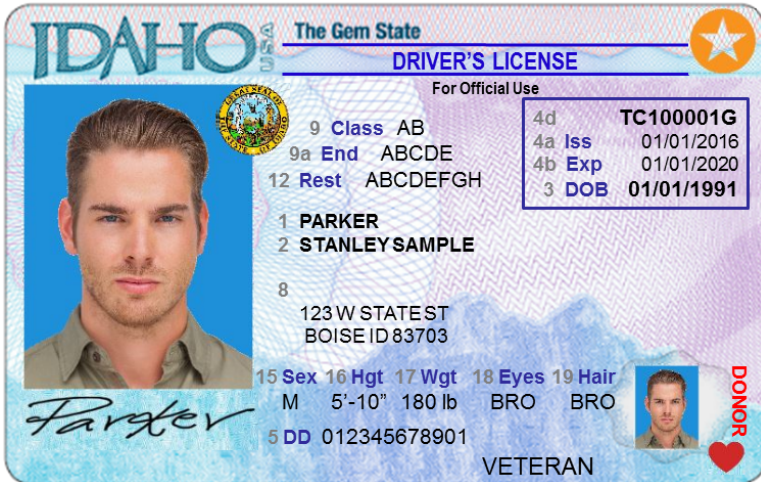 IDAHO USA The Gem State
DRIVER'S LICENSE
For Official Use
4d TC100001G
4a Iss 01/01/2016
4b Exp 01/01/2020
3 DOB 01/01/1991
9 Class AB
9a End ABCDE
12 Rest ABCDEFGH
1 PARKER
2 STANLEY SAMPLE
8
123 W STATE ST
BOISE ID 83703
15 Sex 16 Hgt 17 Wgt 18 Eyes 19 Hair
M 5'-10" 180 lb BRO BRO
Parker
5 DD 012345678901
DONOR
VETERAN